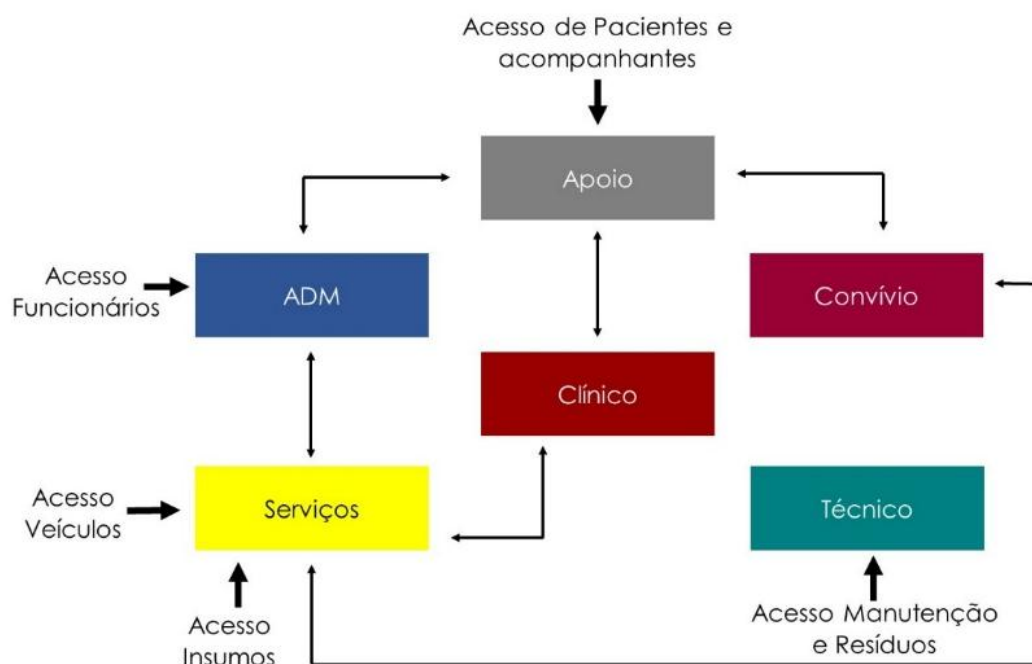 Acesso de Pacientes e
acompanhantes
Apoio
Acesso
Funcionários
ADM
Convívio
Clínico
Acesso
Veículos
Serviços
Técnico
Acesso
Insumos
Acesso Manutenção
e Resíduos